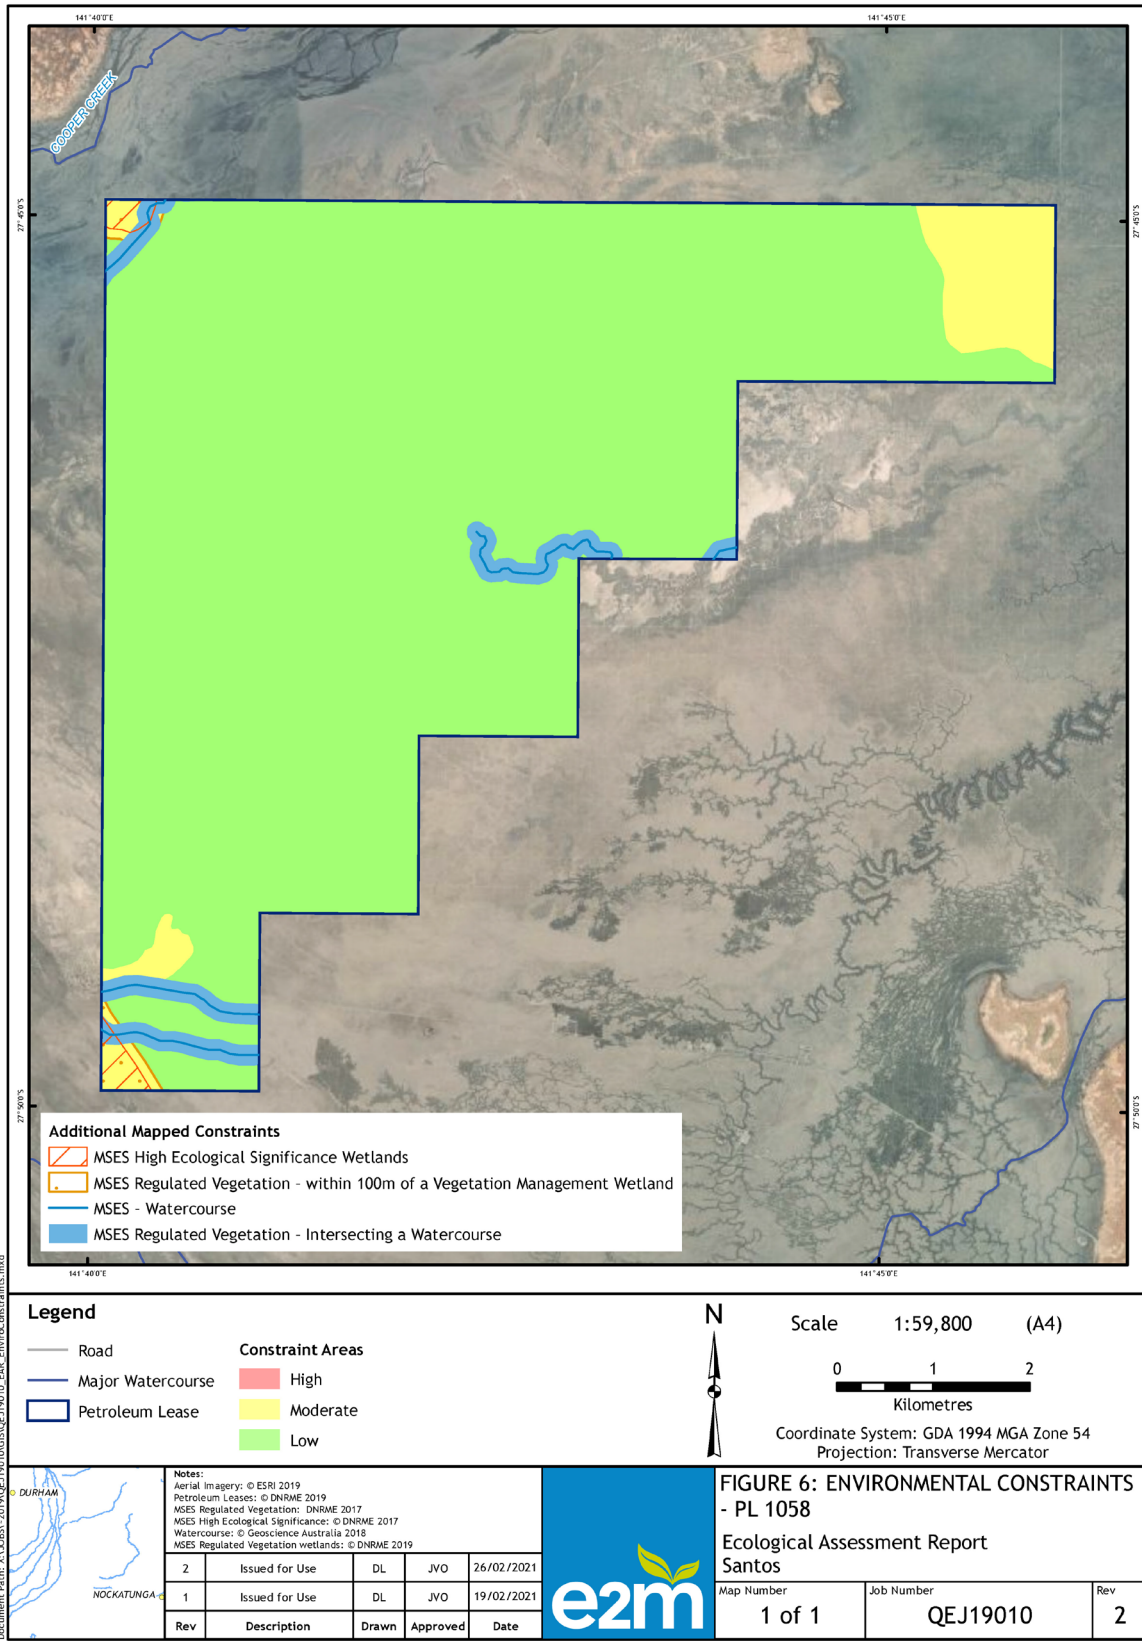 141°40'0"E
141°45'0"E
COOPER CREEK
27°45'0"S
27°45'0"S
27°50'0"S
27°50'0"S
Additional Mapped Constraints
MSES High Ecological Significance Wetlands
MSES Regulated Vegetation - within 100m of a Vegetation Management Wetland
MSES - Watercourse
MSES Regulated Vegetation - Intersecting a Watercourse
141°40'0"E
141°45'0"E
Legend
Road
Major Watercourse
Petroleum Lease
Constraint Areas
High
Moderate
Low
N
Scale 1:59,800 (A4)
0 1 2
Kilometres
Coordinate System: GDA 1994 MGA Zone 54
Projection: Transverse Mercator
DURHAM
NOCKATUNGA
Notes:
Aerial Imagery: © ESRI 2019
Petroleum Leases: © DNRME 2019
MSES Regulated Vegetation: DNRME 2017
MSES High Ecological Significance: © DNRME 2017
Watercourse: © Geoscience Australia 2018
MSES Regulated Vegetation wetlands: © DNRME 2019
2 Issued for Use DL JVO 26/02/2021
1 Issued for Use DL JVO 19/02/2021
Rev Description Drawn Approved Date
e2m
FIGURE 6: ENVIRONMENTAL CONSTRAINTS
- PL 1058
Ecological Assessment Report
Santos
Map Number Job Number Rev
1 of 1 QEJ19010 2